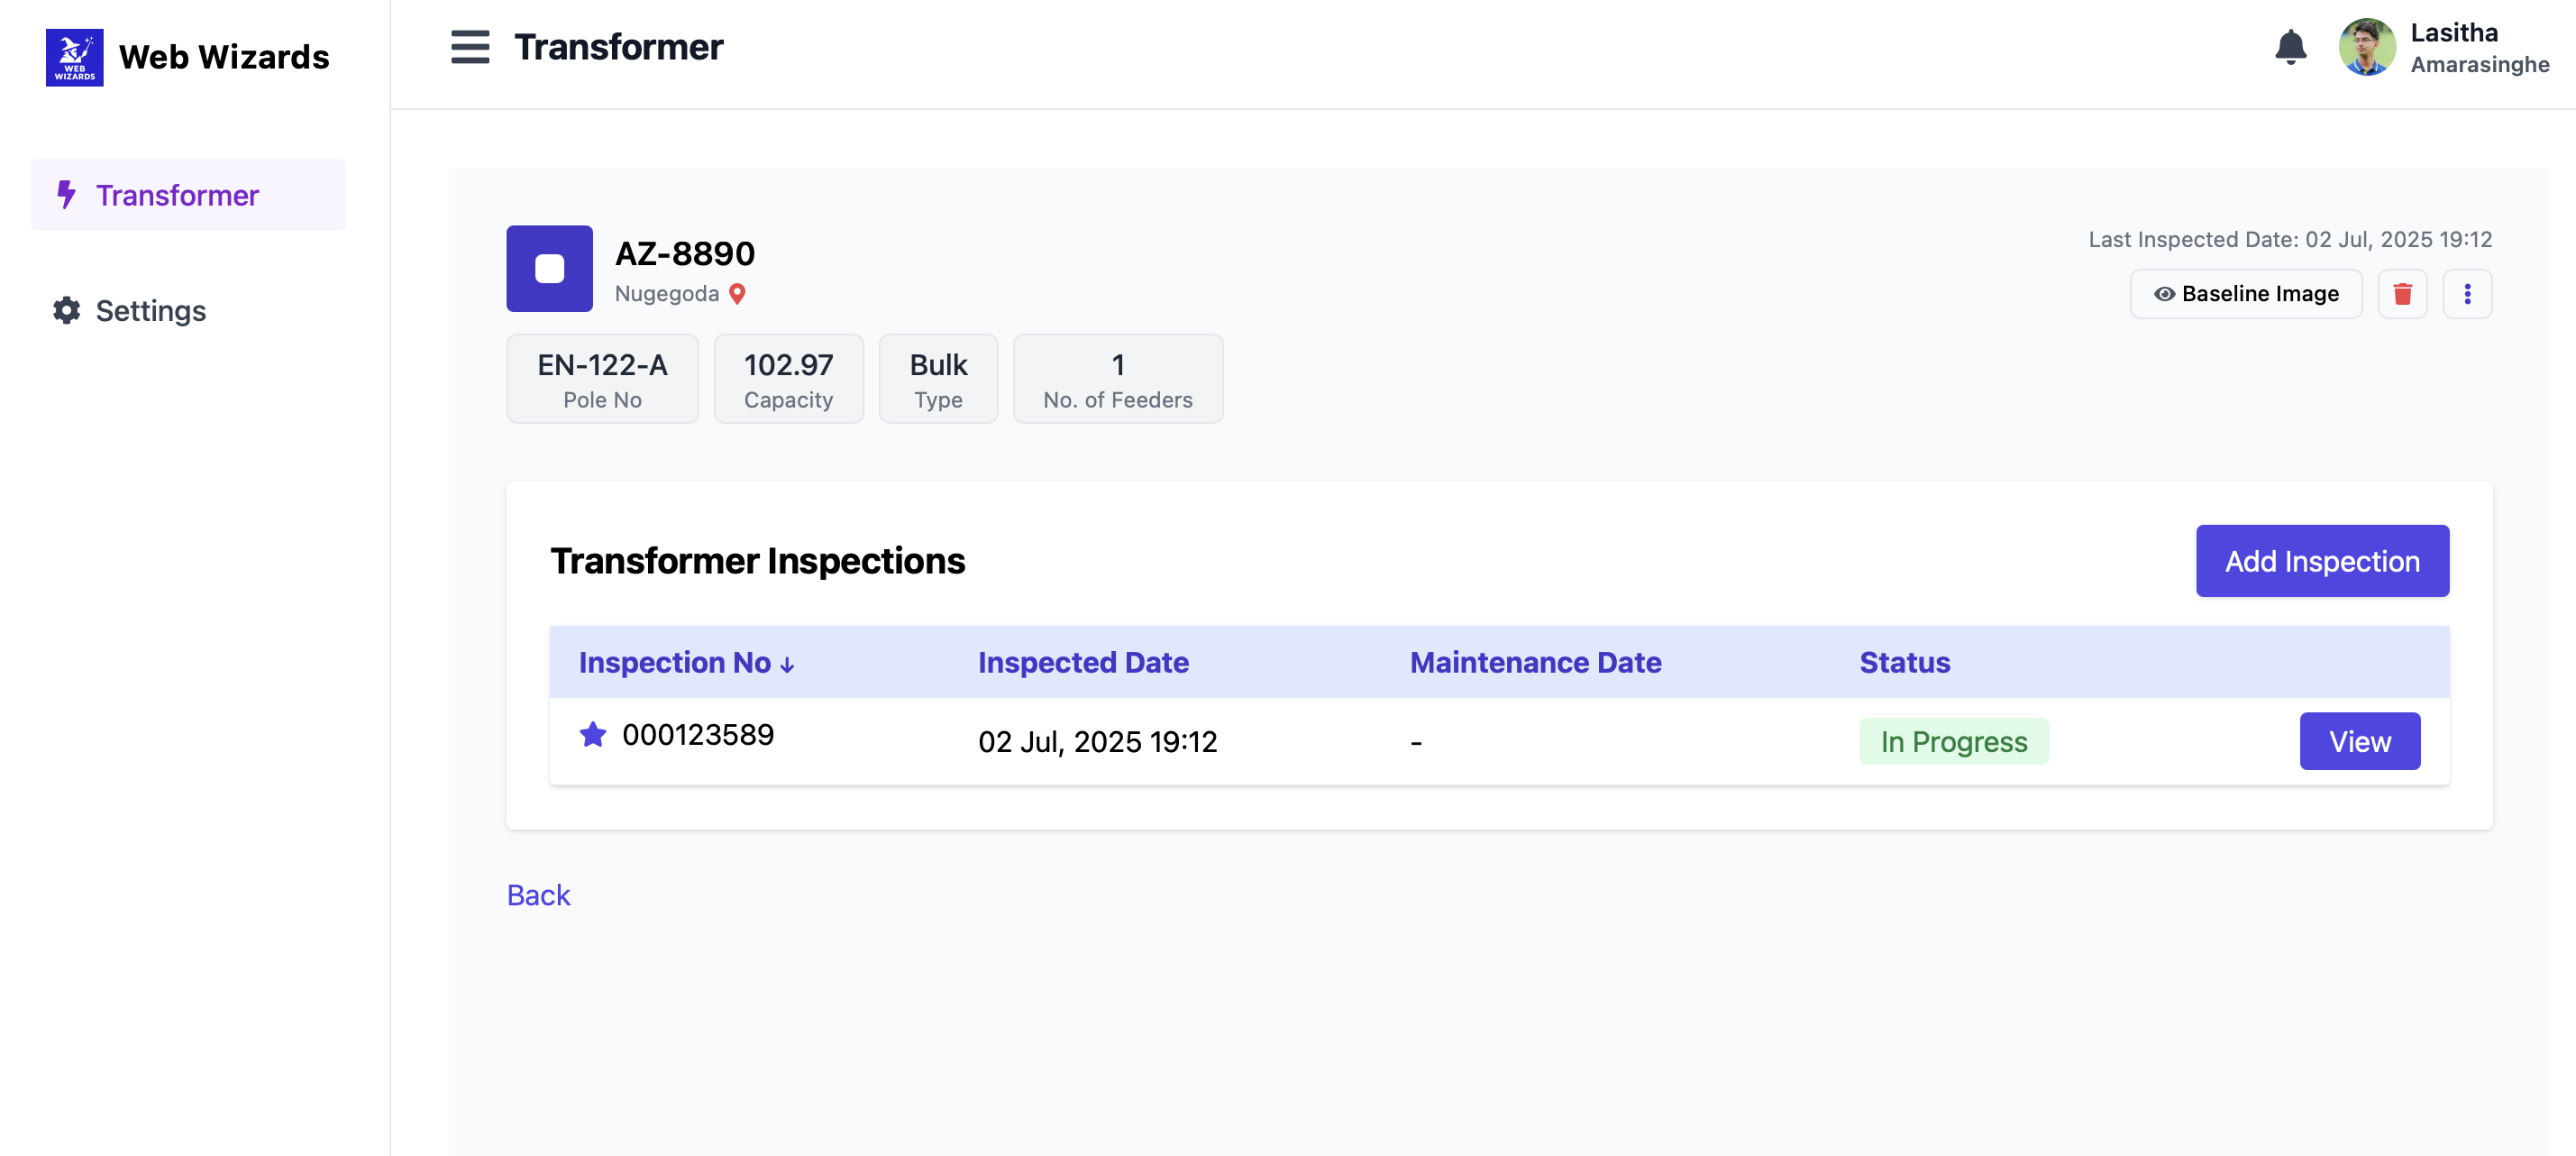 WEB
WIZARDS
Web Wizards
Transformer
Settings
Transformer
Lasitha
Amarasinghe
AZ-8890
Nugegoda
Last Inspected Date: 02 Jul, 2025 19:12
Baseline Image
EN-122-A
Pole No
102.97
Capacity
Bulk
Type
1
No. of Feeders
Transformer Inspections
Add Inspection
Inspection No ↓ Inspected Date Maintenance Date Status
000123589 02 Jul, 2025 19:12 - In Progress View
Back